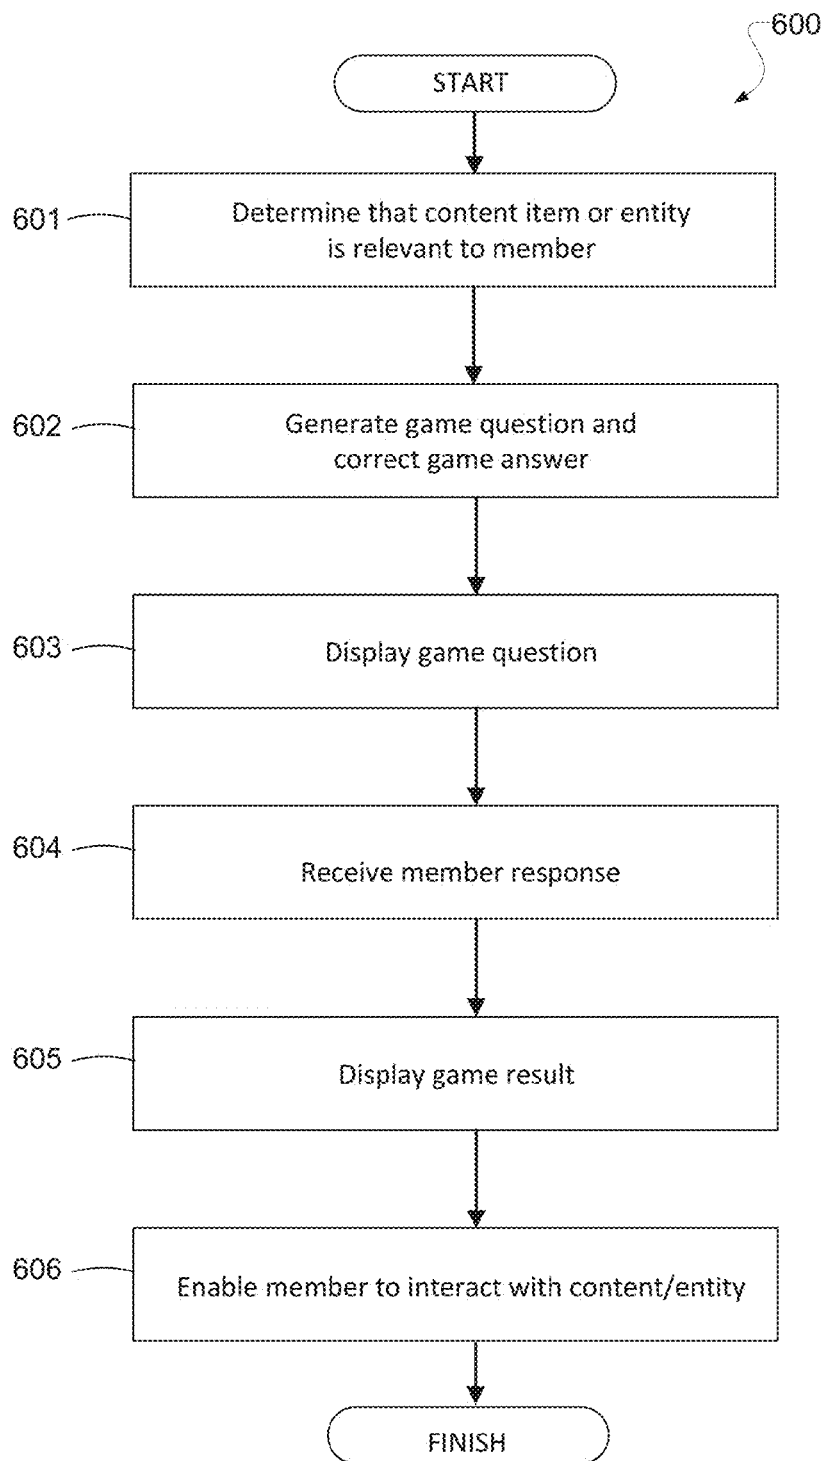 600
START
601
Determine that content item or entity
is relevant to member
602
Generate game question and
correct game answer
603
Display game question
604
Receive member response
605
Display game result
606
Enable member to interact with content/entity
FINISH